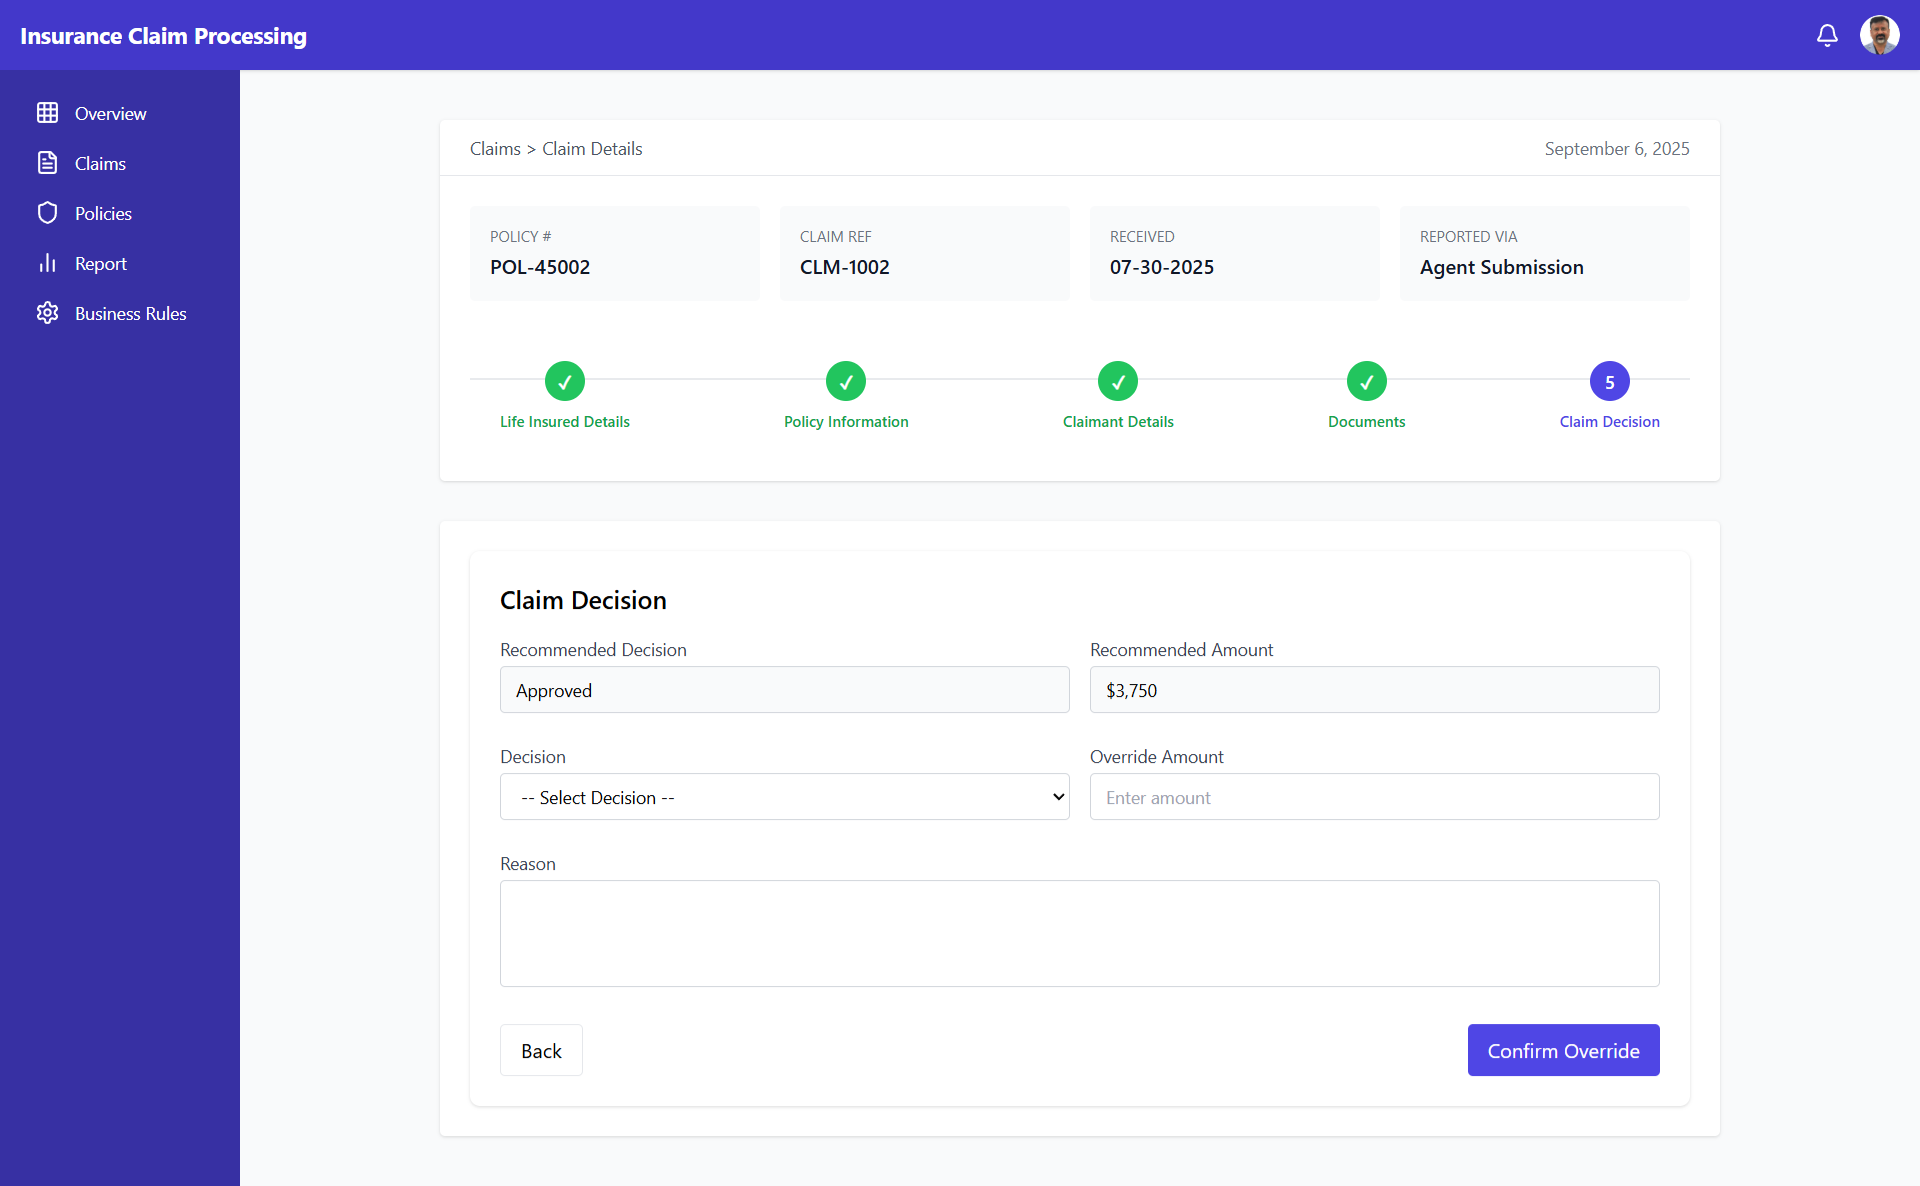 Insurance Claim Processing
Overview
Claims
Policies
Report
Business Rules
Claims > Claim Details
September 6, 2025
POLICY #
POL-45002
CLAIM REF
CLM-1002
RECEIVED
07-30-2025
REPORTED VIA
Agent Submission
✓
Life Insured Details
✓
Policy Information
✓
Claimant Details
✓
Documents
5
Claim Decision
Claim Decision
Recommended Decision
Approved
Recommended Amount
$3,750
Decision
-- Select Decision --
Override Amount
Enter amount
Reason
Back
Confirm Override